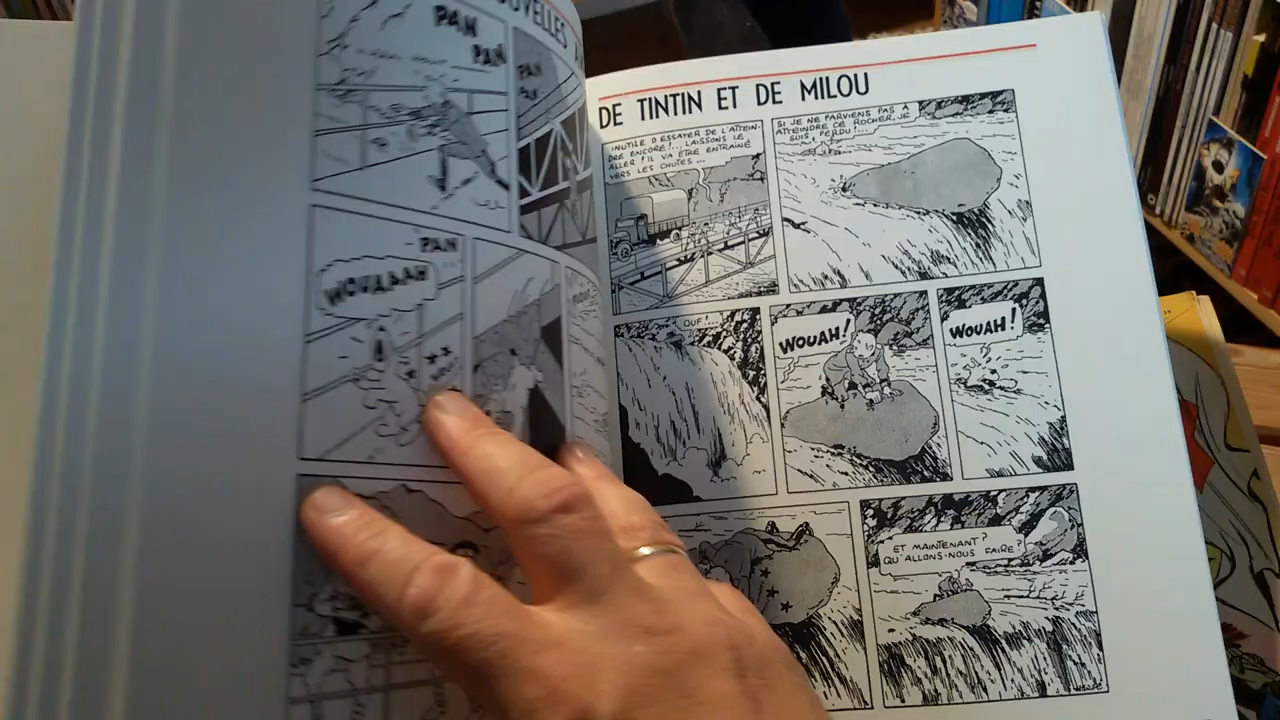 PAN
PAN
PAN
PAN
WOUAAAH
DE TINTIN ET DE MILOU
INUTILE D'ESSAYER DE L'ATTEIN-
DRE ENCORE!... LAISSONS LE
ALLER! IL VA ÊTRE ENTRAÎNÉ
VERS LES CHUTES...
SI JE NE PARVIENS PAS À
ATTEINDRE CE ROCHER, JE
SUIS PERDU!...
OUF!...
WOUAH!
WOUAH!
ET MAINTENANT?
QU'ALLONS-NOUS FAIRE?